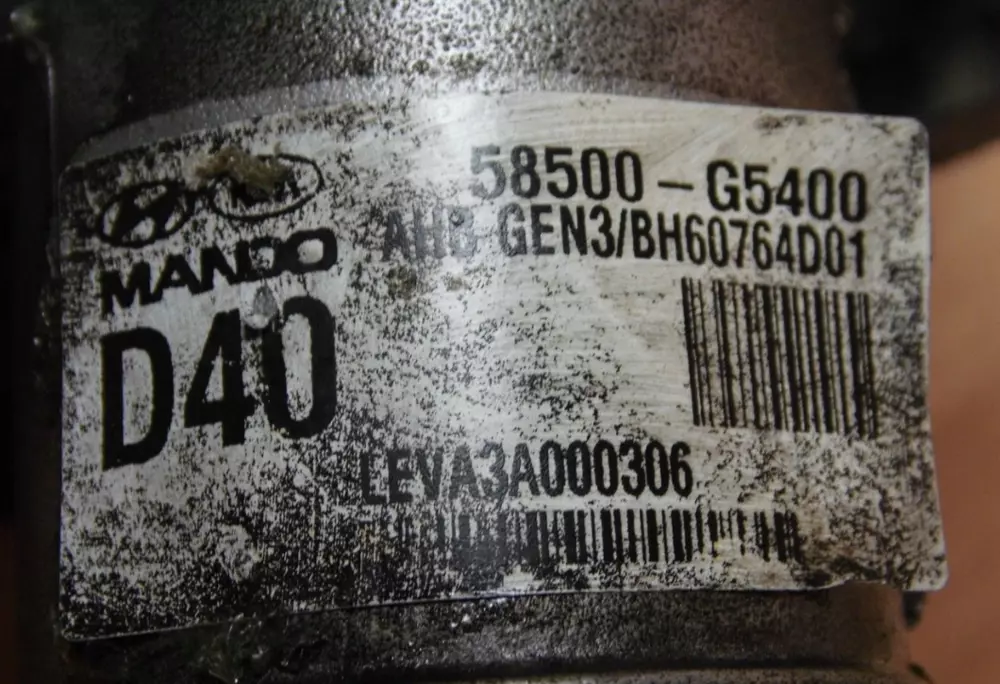 58500 - G5400
AHB GEN3/BH60764D01
MANDO
D40
LEVA3A000306